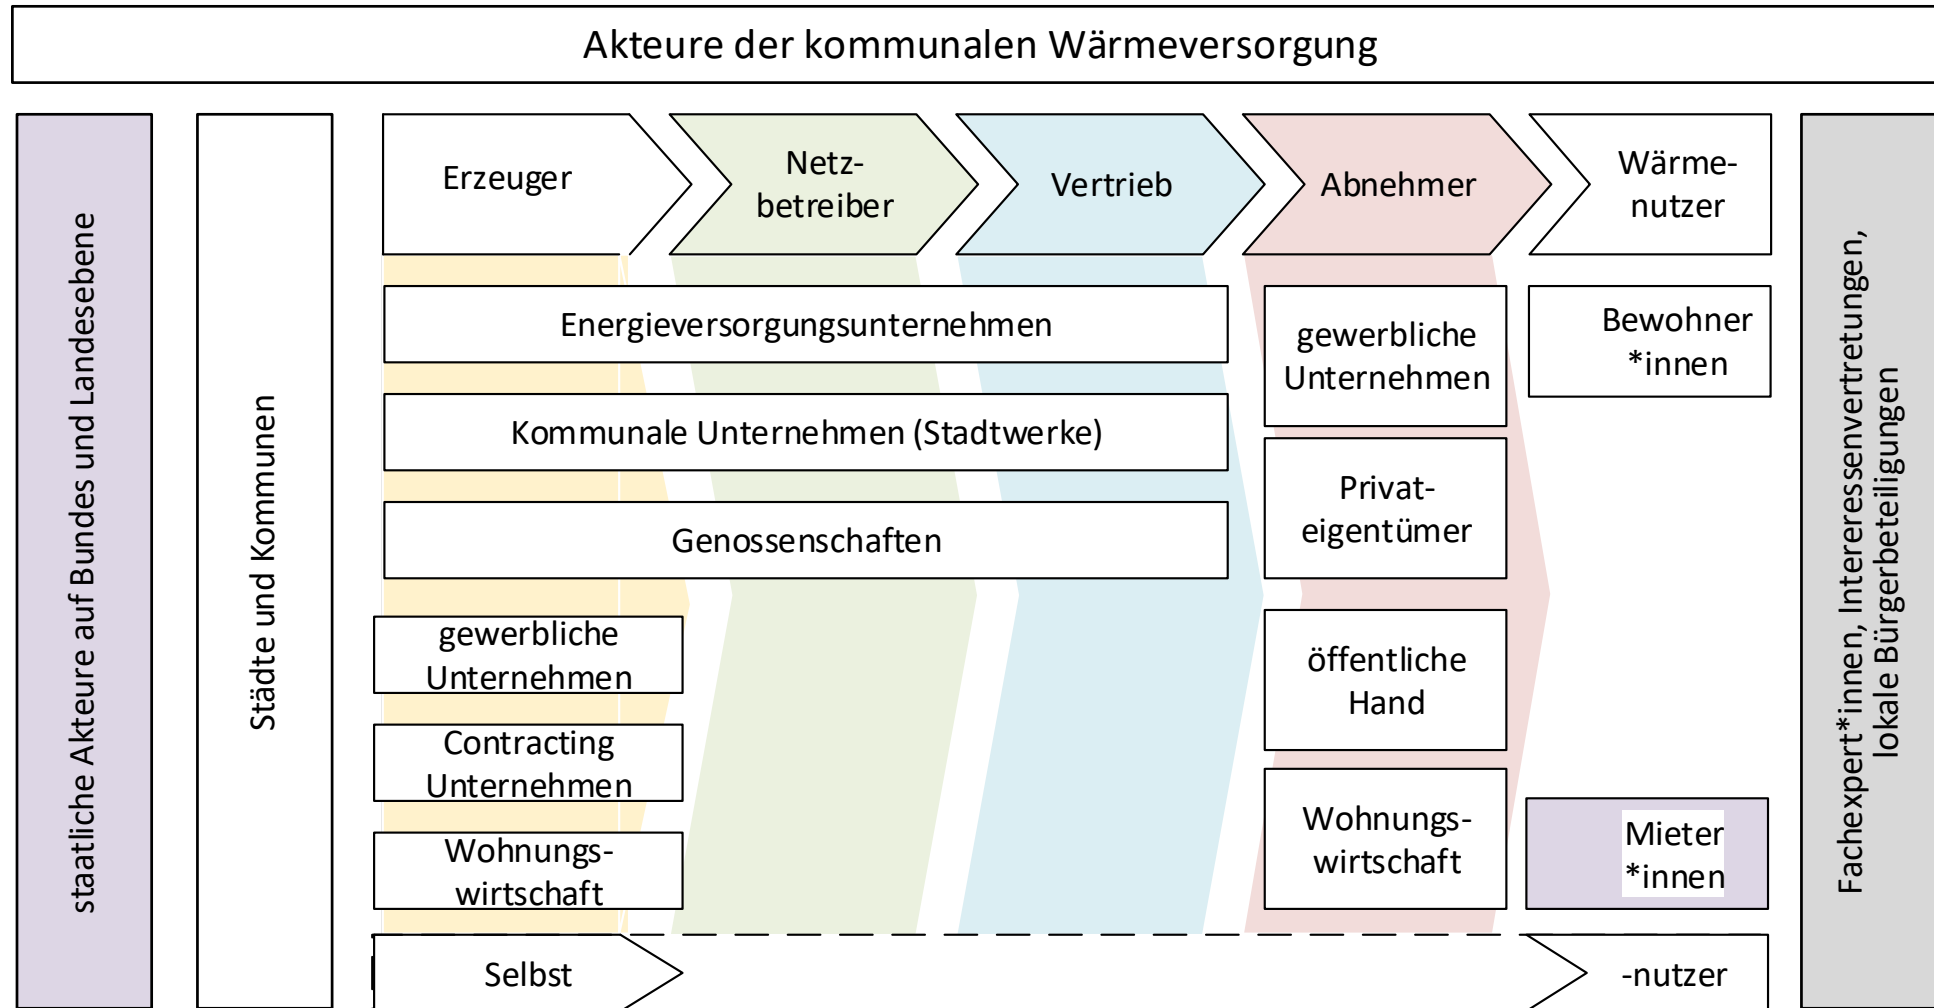 Akteure der kommunalen Wärmeversorgung
staatliche Akteure auf Bundes und Landesebene
Städte und Kommunen
Erzeuger
Netz-
betreiber
Vertrieb
Abnehmer
Wärme-
nutzer
Energieversorgungsunternehmen
Kommunale Unternehmen (Stadtwerke)
Genossenschaften
gewerbliche
Unternehmen
Contracting
Unternehmen
Wohnungs-
wirtschaft
gewerbliche
Unternehmen
Privat-
eigentümer
öffentliche
Hand
Wohnungs-
wirtschaft
Bewohner
*innen
Mieter
*innen
Selbst
-nutzer
Fachexpert*innen, Interessenvertretungen,
lokale Bürgerbeteiligungen